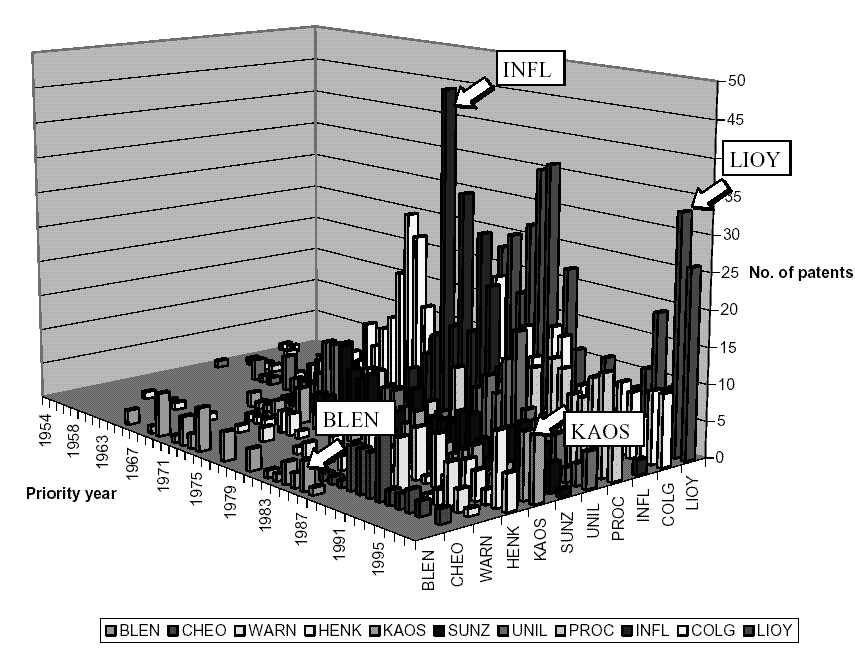 INFL
50
45
LIOY
35
30
No. of patents
25
20
15
10
5
0
BLEN
KAOS
Priority year
1954
1958
1963
1967
1971
1975
1979
1983
1987
1991
1995
BLEN
CHEO
WARN
HENK
KAOS
SUNZ
UNIL
PROC
INFL
COLG
LIOY
BLEN CHEO WARN HENK KAOS SUNZ UNIL PROC INFL COLG LIOY